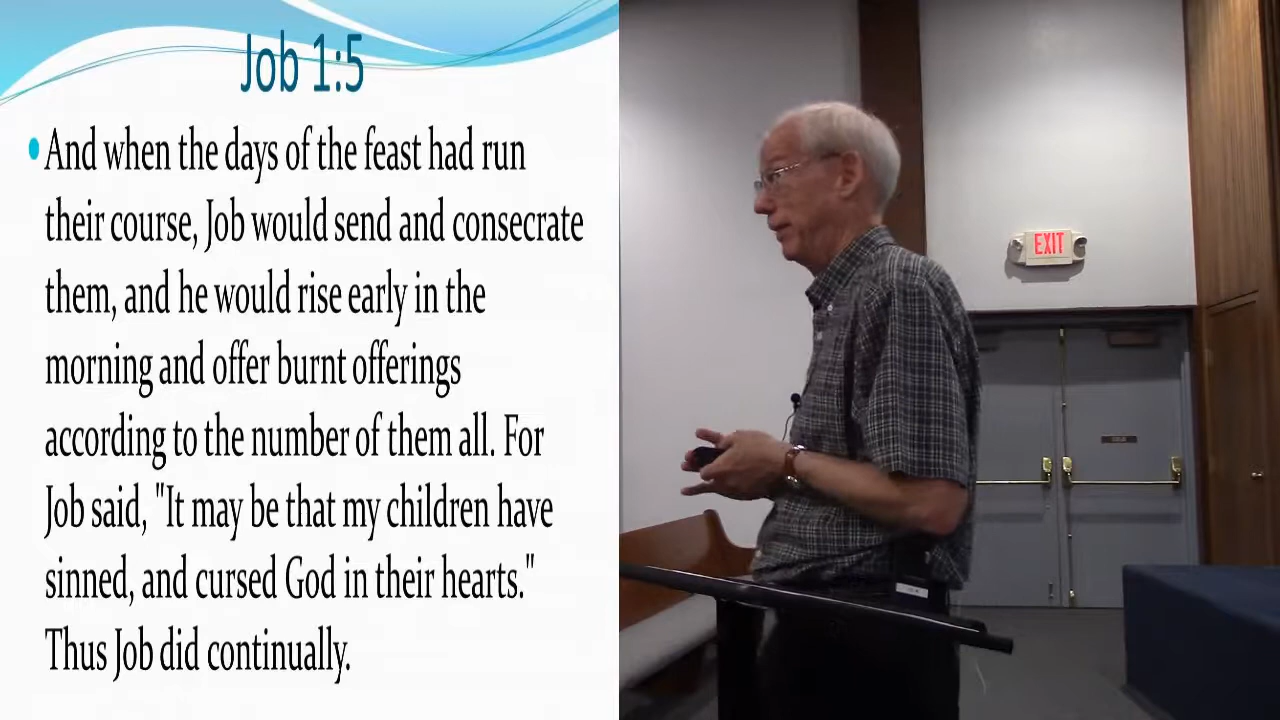 Job 1:5
And when the days of the feast had run
their course, Job would send and consecrate
them, and he would rise early in the
morning and offer burnt offerings
according to the number of them all. For
Job said, "It may be that my children have
sinned, and cursed God in their hearts."
Thus Job did continually.
EXIT